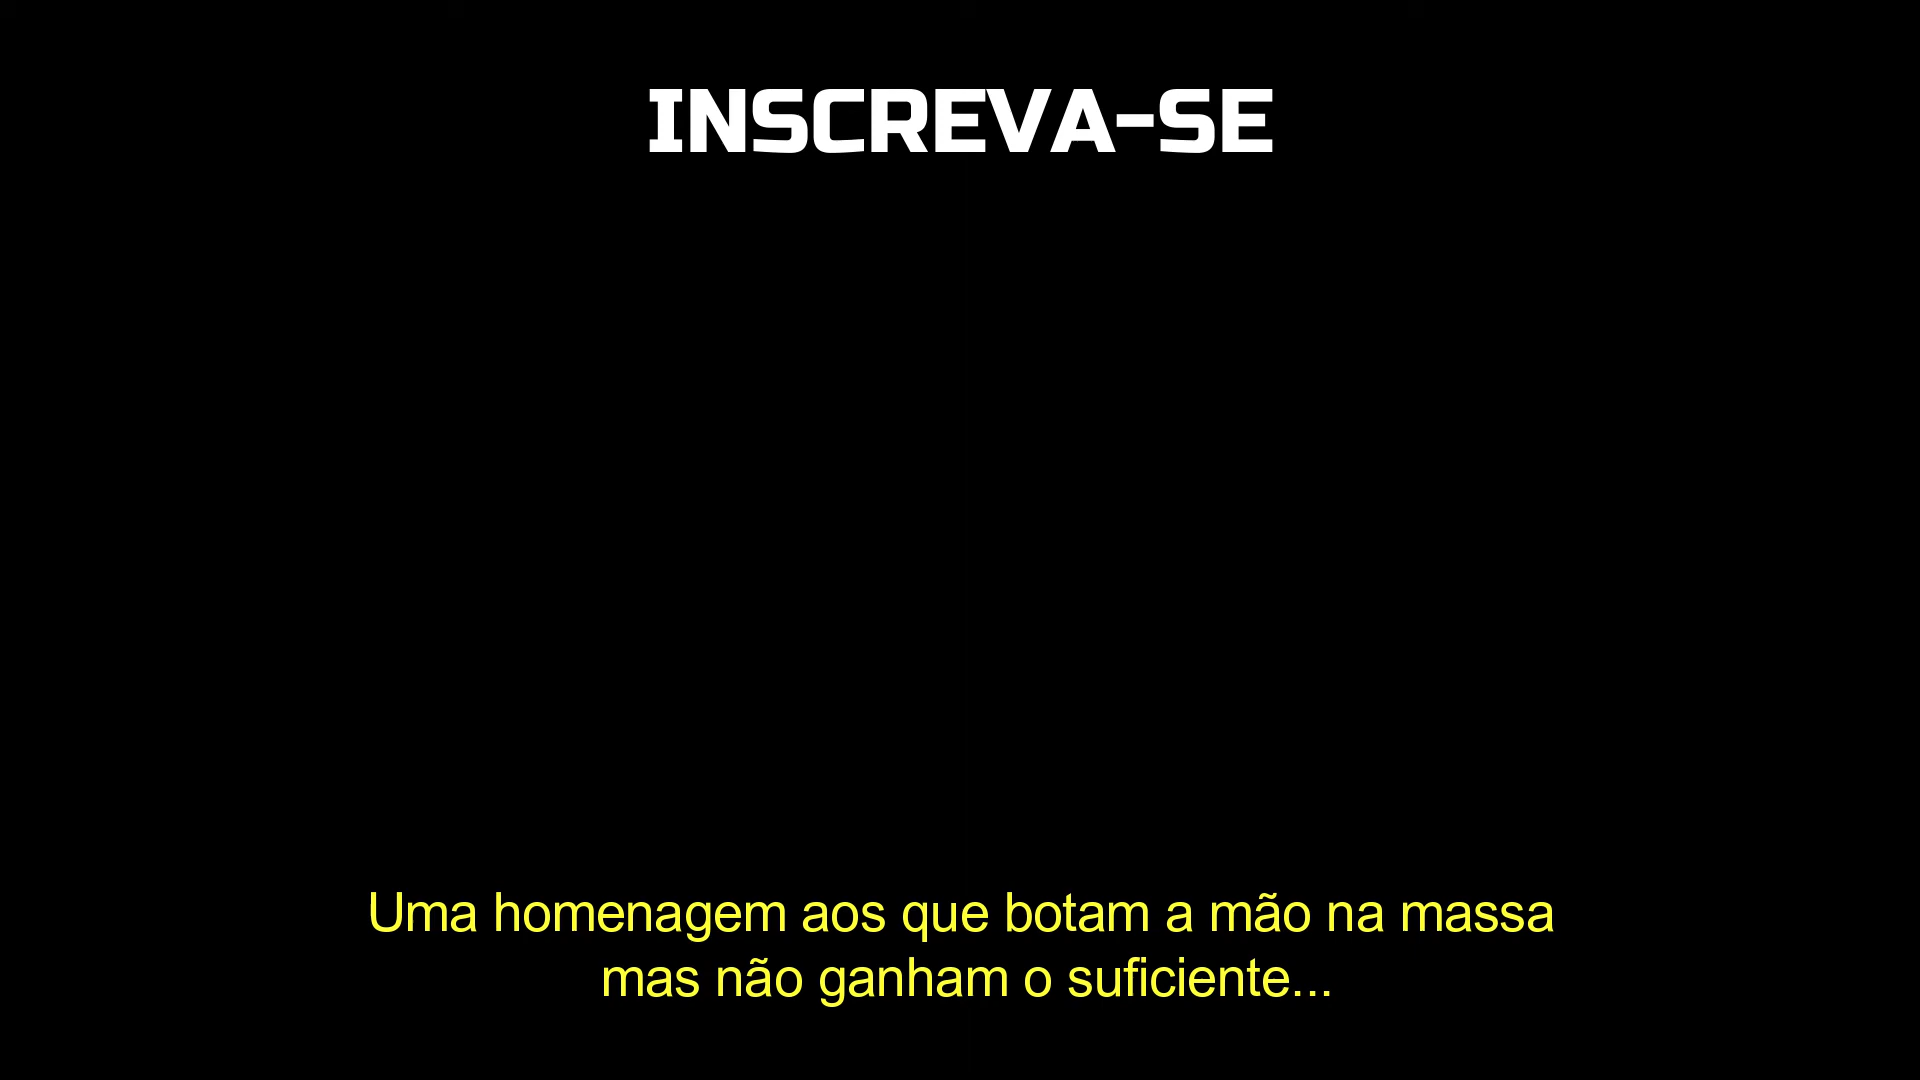 INSCREVA-SE
Uma homenagem aos que botam a mão na massa
mas não ganham o suficiente...